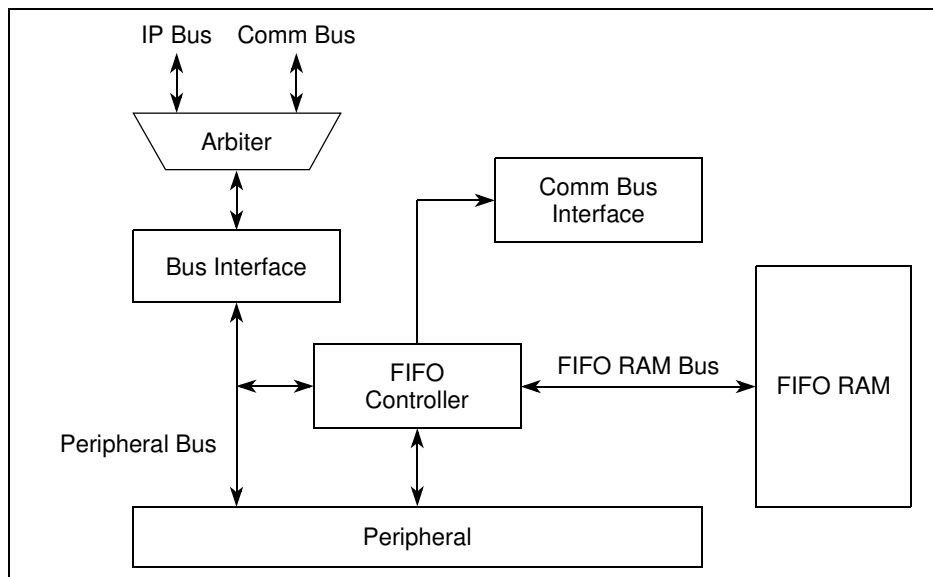 IP Bus
Comm Bus
Arbiter
Comm Bus
Interface
Bus Interface
FIFO
Controller
FIFO RAM Bus
FIFO RAM
Peripheral Bus
Peripheral